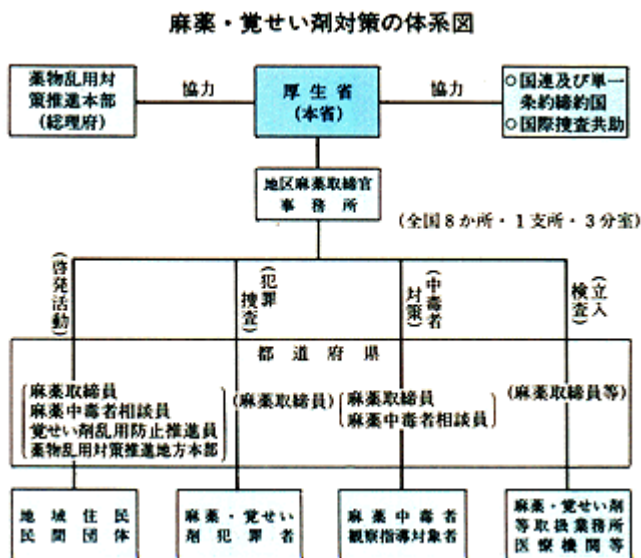 麻薬・覚せい剤対策の体系図
薬物乱用対
策推進本部
(総理府)
協力
厚生省
(本省)
協力
○国連及び単一
条約締約国
○国際捜査共助
地区麻薬取締官
事務所
(全国8か所・1支所・3分室)
(啓発活動)
(犯罪
捜査)
(中毒者
対策)
(立入
検査)
都道府県
麻薬取締員
麻薬中毒者相談員
覚せい剤乱用防止推進員
薬物乱用対策推進地方本部
(麻薬取締員)
麻薬取締員
麻薬中毒者相談員
(麻薬取締員等)
地域住民
民間団体
麻薬・覚せい
剤犯罪者
麻薬中毒者
観察指導対象者
麻薬・覚せい剤
等取扱業務所
医療機関等